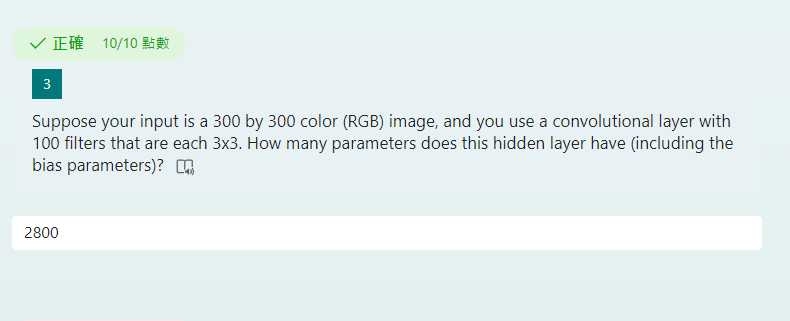 正確 10/10 點數
3
Suppose your input is a 300 by 300 color (RGB) image, and you use a convolutional layer with
100 filters that are each 3x3. How many parameters does this hidden layer have (including the
bias parameters)?
2800